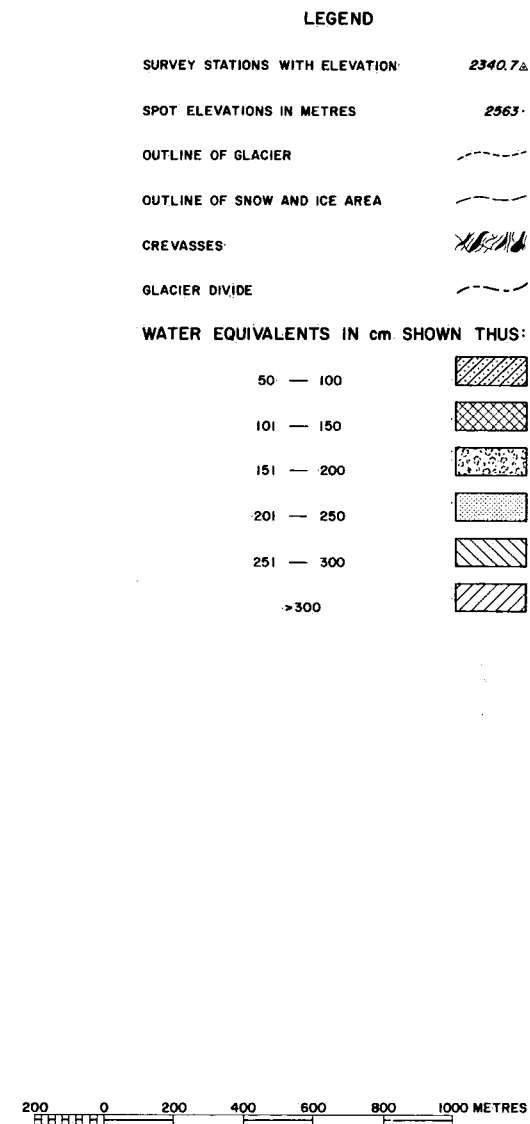 LEGEND
SURVEY STATIONS WITH ELEVATION 2340.7
SPOT ELEVATIONS IN METRES 2563
OUTLINE OF GLACIER
OUTLINE OF SNOW AND ICE AREA
CREVASSES
GLACIER DIVIDE
WATER EQUIVALENTS IN cm SHOWN THUS:
50 — 100
101 — 150
151 — 200
201 — 250
251 — 300
>300
200 0 200 400 600 800 1000 METRES